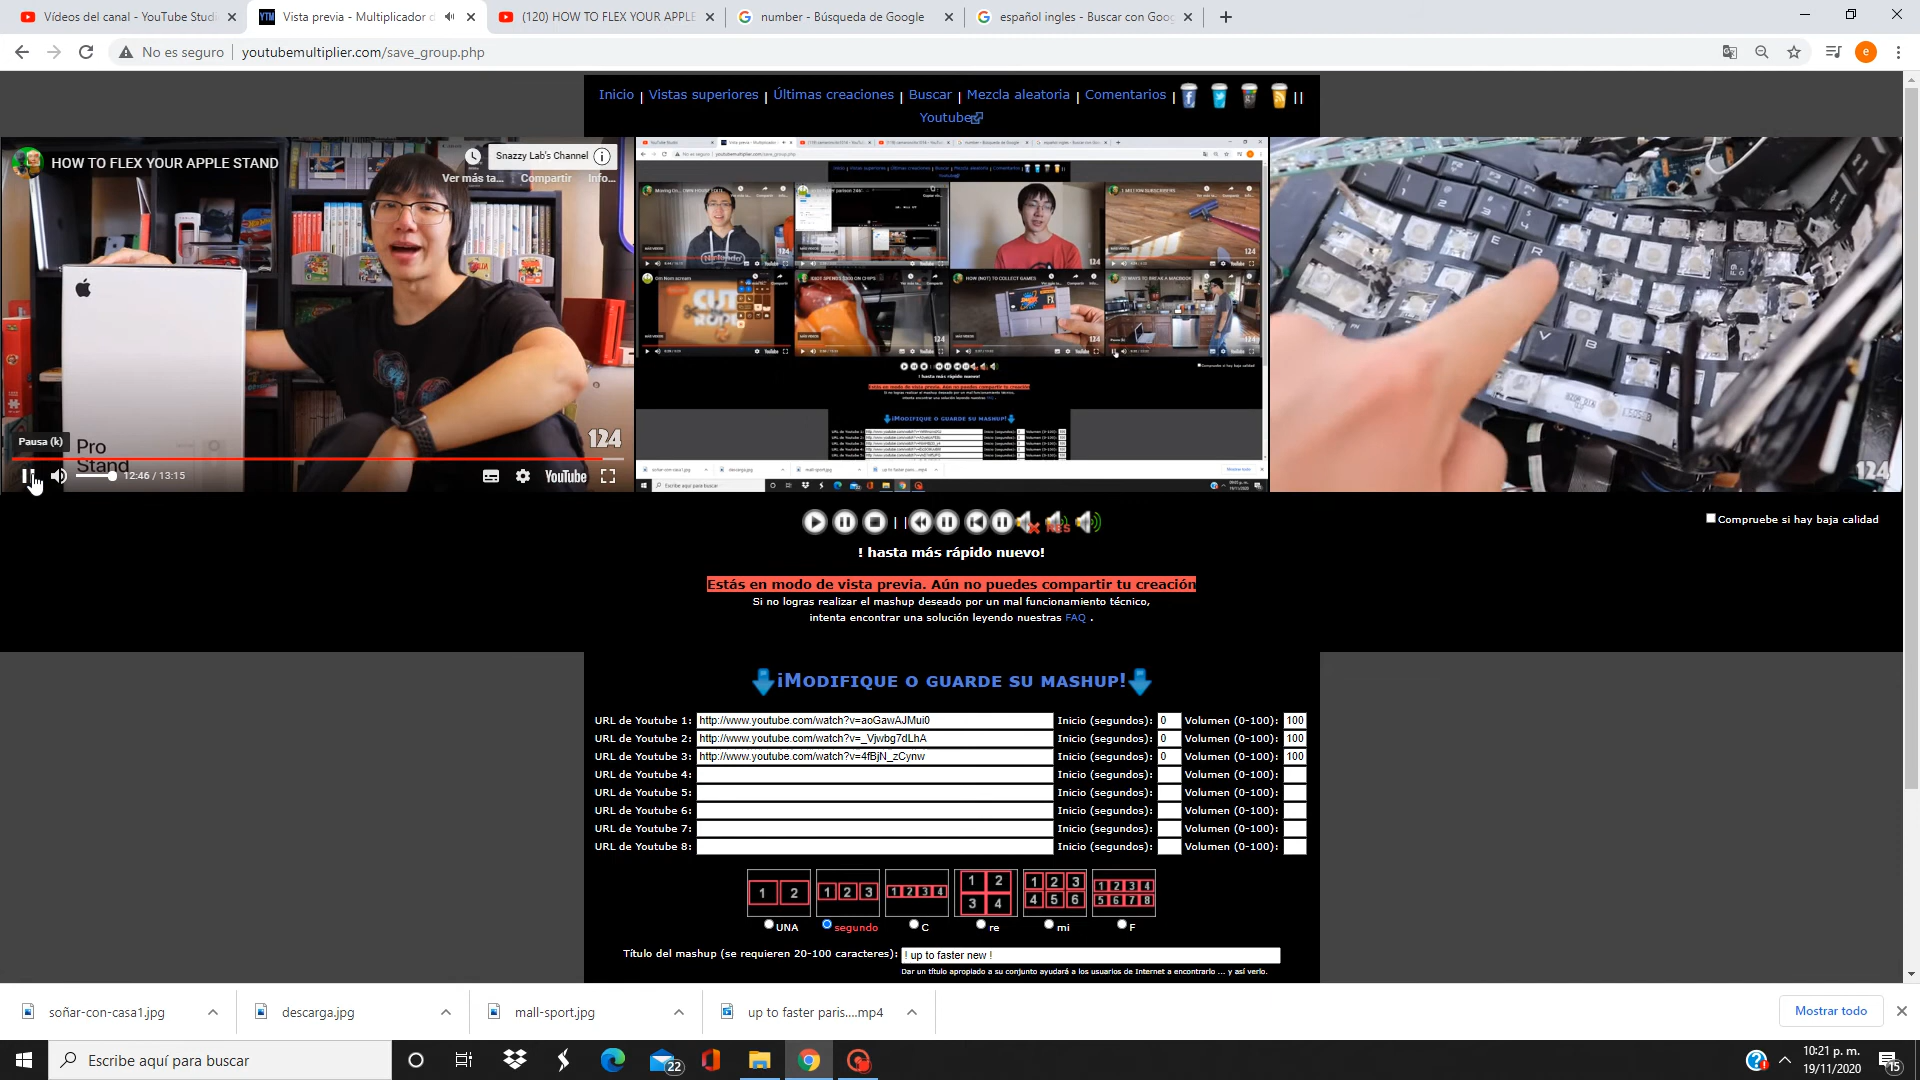 Vídeos del canal - YouTube Studi
Vista previa - Multiplicador d
(120) HOW TO FLEX YOUR APPLE
number - Búsqueda de Google
español ingles - Buscar con Goog
No es seguro
youtubemultiplier.com/save_group.php
e
Inicio | Vistas superiores | Últimas creaciones | Buscar | Mezcla aleatoria | Comentarios | ||
Youtube
HOW TO FLEX YOUR APPLE STAND
Snazzy Lab's Channel
Ver más ta... Compartir Info...
124
Pausa (k)
Pro
Stand
12:46 / 13:15
YouTube
124
! hasta más rápido nuevo!
Compruebe si hay baja calidad
Estás en modo de vista previa. Aún no puedes compartir tu creación
Si no logras realizar el mashup deseado por un mal funcionamiento técnico,
intenta encontrar una solución leyendo nuestras FAQ .
¡MODIFIQUE O GUARDE SU MASHUP!
URL de Youtube 1: http://www.youtube.com/watch?v=aoGawAJMui0 Inicio (segundos): 0 Volumen (0-100): 100
URL de Youtube 2: http://www.youtube.com/watch?v=_Vjwbg7dLhA Inicio (segundos): 0 Volumen (0-100): 100
URL de Youtube 3: http://www.youtube.com/watch?v=4fBjN_zCynw Inicio (segundos): 0 Volumen (0-100): 100
URL de Youtube 4: Inicio (segundos): Volumen (0-100):
URL de Youtube 5: Inicio (segundos): Volumen (0-100):
URL de Youtube 6: Inicio (segundos): Volumen (0-100):
URL de Youtube 7: Inicio (segundos): Volumen (0-100):
URL de Youtube 8: Inicio (segundos): Volumen (0-100):
1 2
1 2 3
1 2 3 4
1 2
3 4
1 2 3
4 5 6
1 2 3 4
5 6 7 8
UNA segundo C re mi F
Título del mashup (se requieren 20-100 caracteres): ! up to faster new !
Dar un título apropiado a su conjunto ayudará a los usuarios de Internet a encontrarlo ... y así verlo.
soñar-con-casa1.jpg
descarga.jpg
mall-sport.jpg
up to faster paris....mp4
Mostrar todo
Escribe aquí para buscar
22
10:21 p. m.
19/11/2020
15